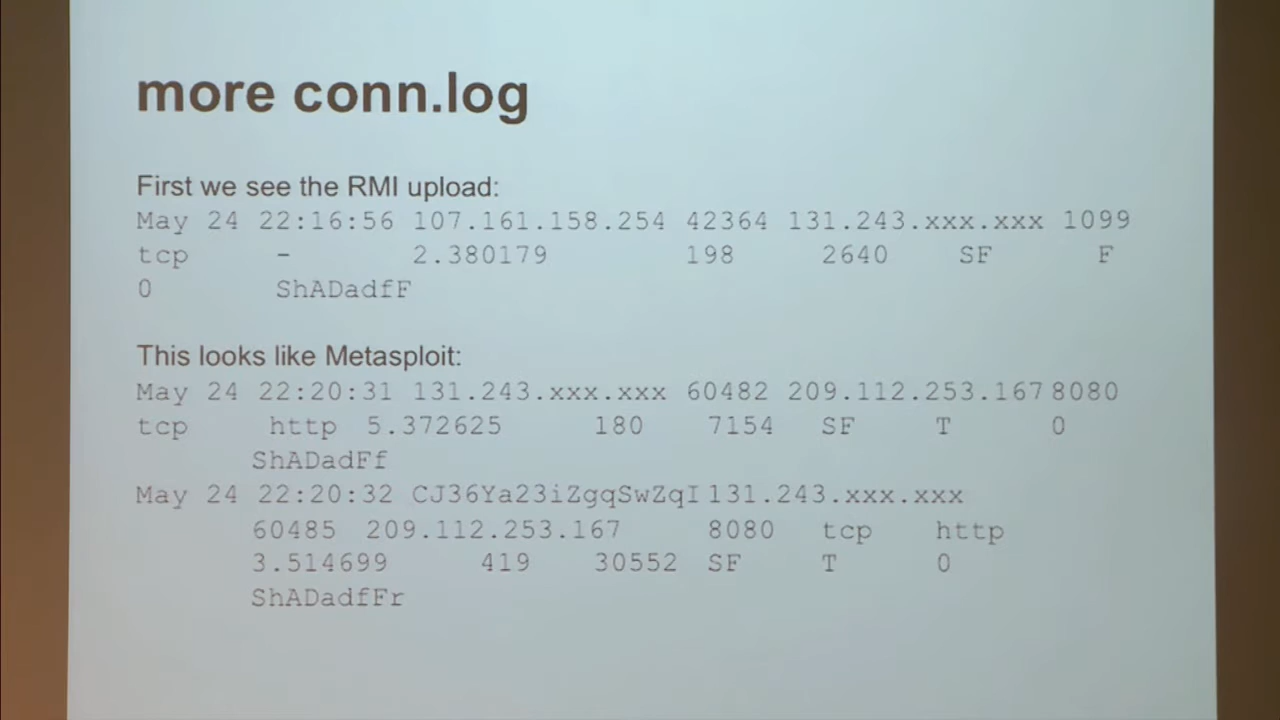 more conn.log
First we see the RMI upload:
May 24 22:16:56 107.161.158.254 42364 131.243.xxx.xxx 1099
tcp - 2.380179 198 2640 SF F
0 ShADadfF
This looks like Metasploit:
May 24 22:20:31 131.243.xxx.xxx 60482 209.112.253.167 8080
tcp http 5.372625 180 7154 SF T 0
ShADadFf
May 24 22:20:32 CJ36Ya23iZgqSwZqI 131.243.xxx.xxx
60485 209.112.253.167 8080 tcp http
3.514699 419 30552 SF T 0
ShADadfFr